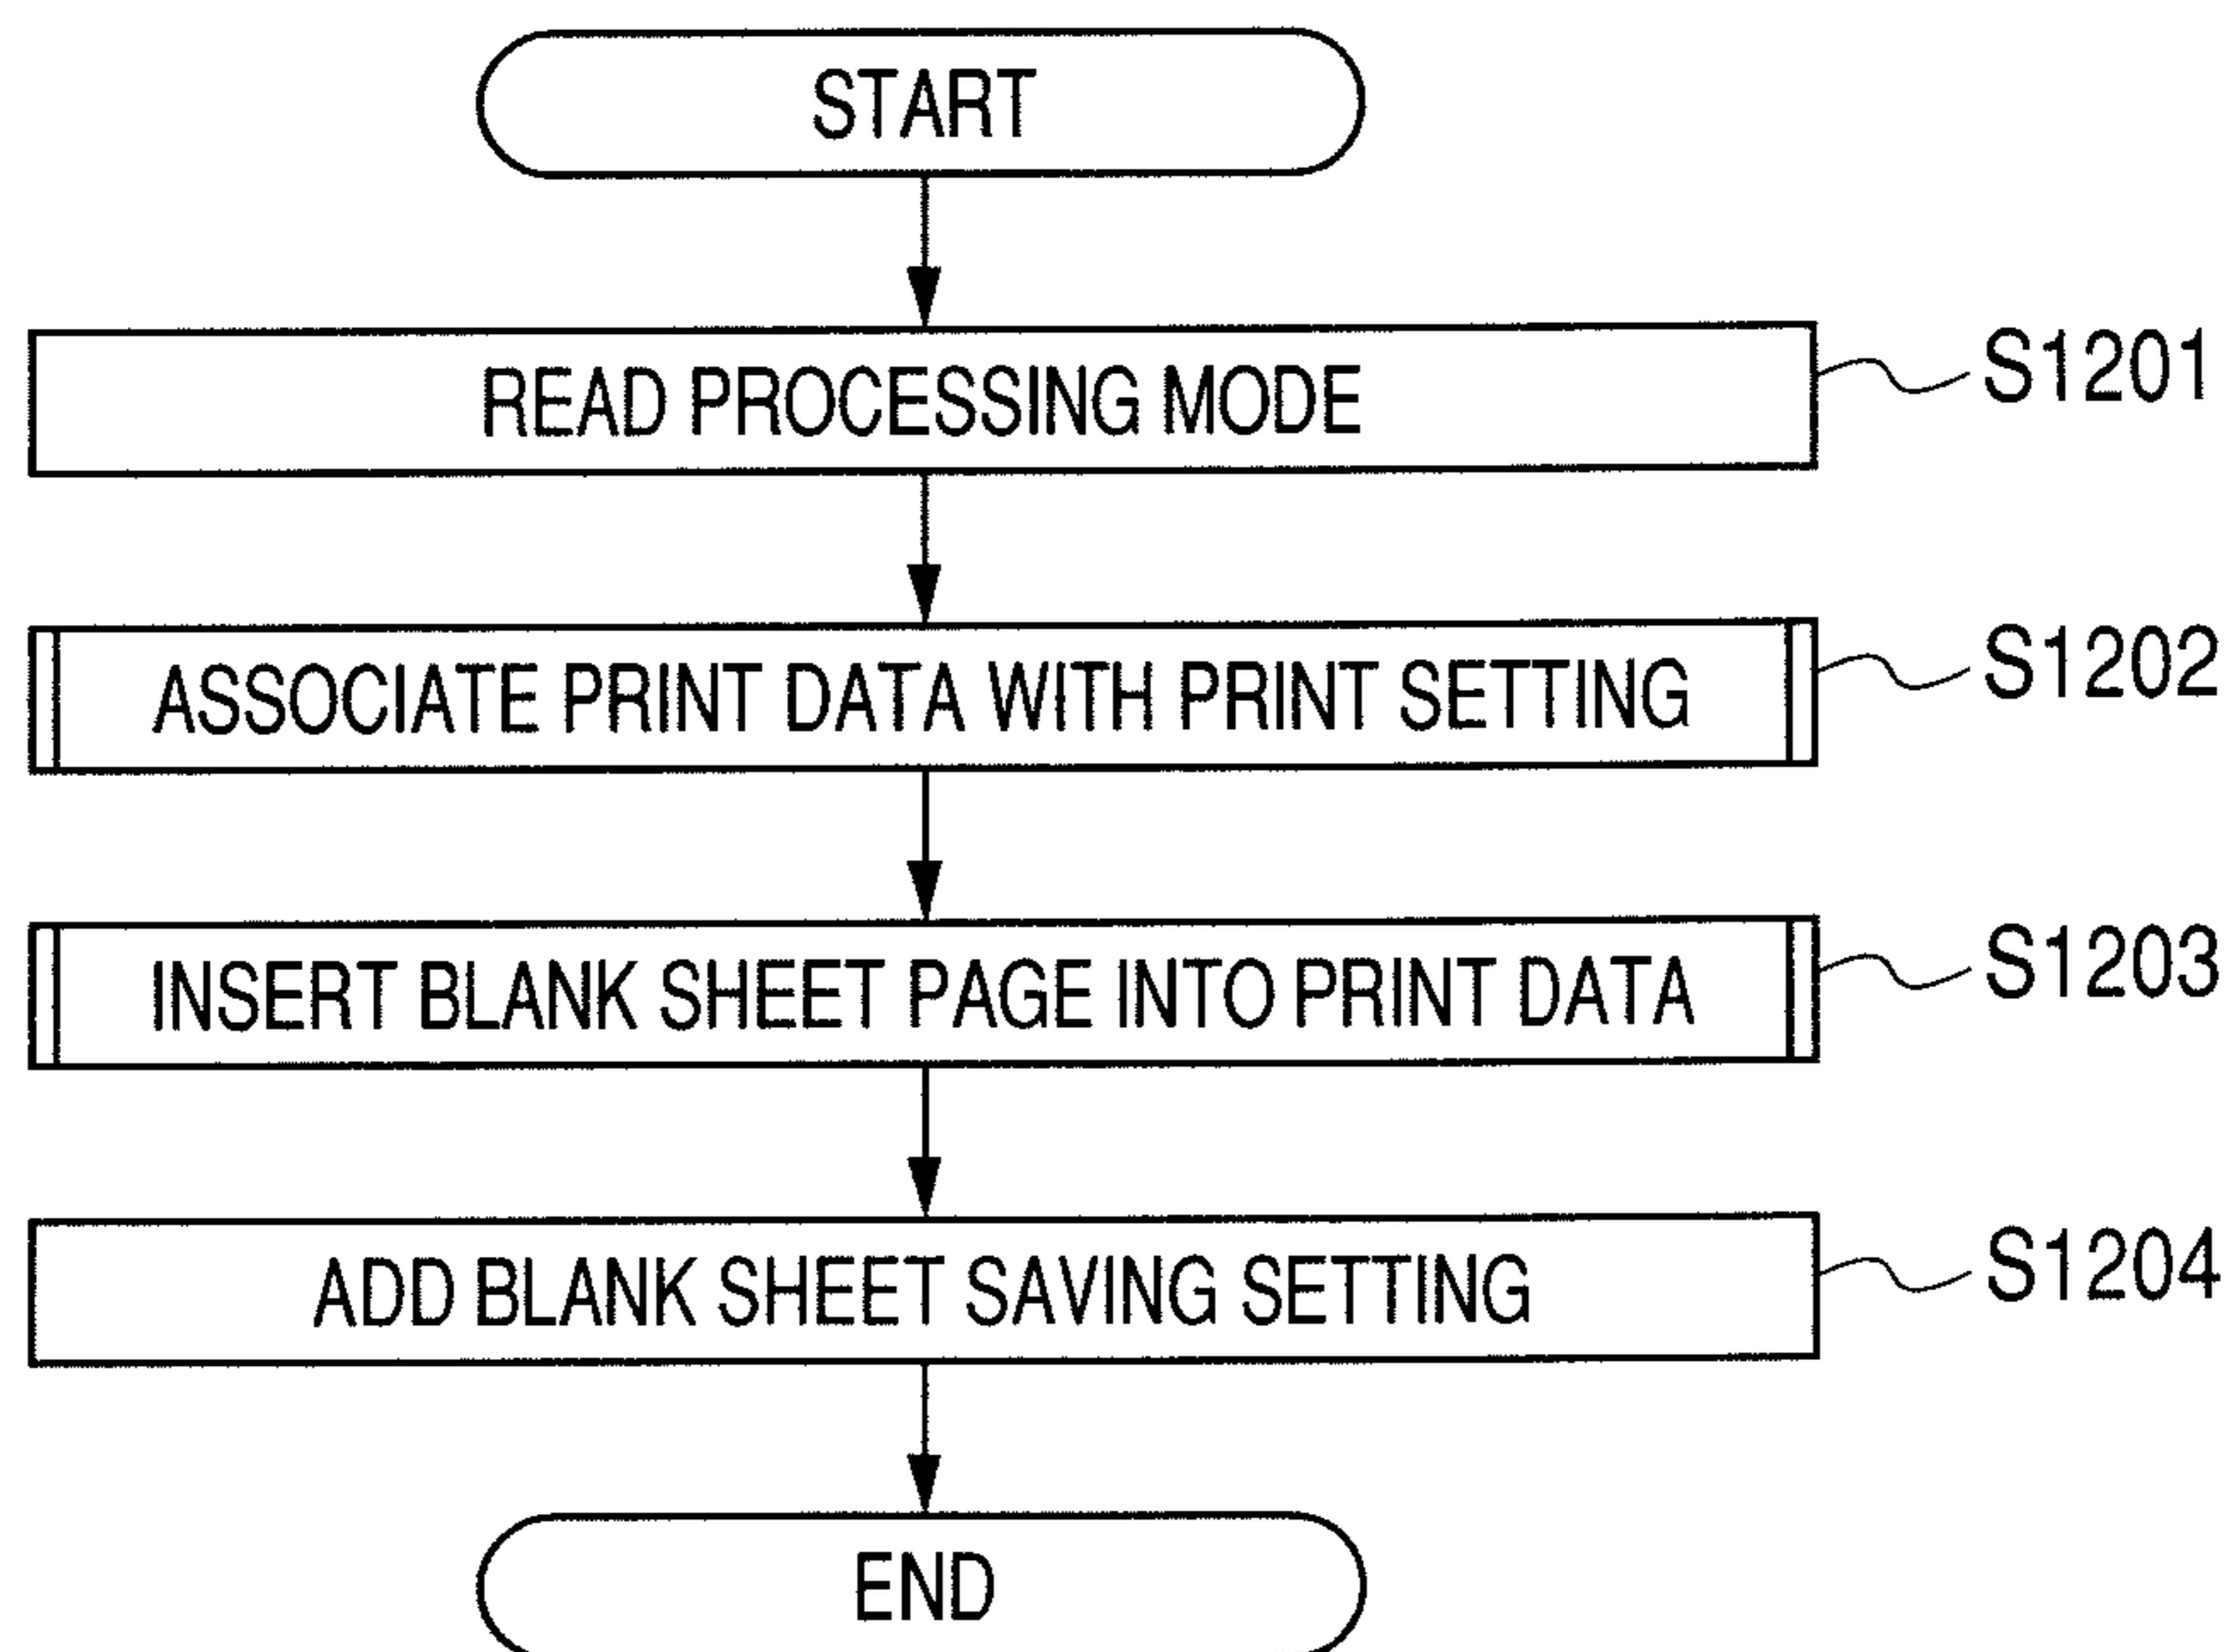 START
READ PROCESSING MODE
S1201
ASSOCIATE PRINT DATA WITH PRINT SETTING
S1202
INSERT BLANK SHEET PAGE INTO PRINT DATA
S1203
ADD BLANK SHEET SAVING SETTING
S1204
END